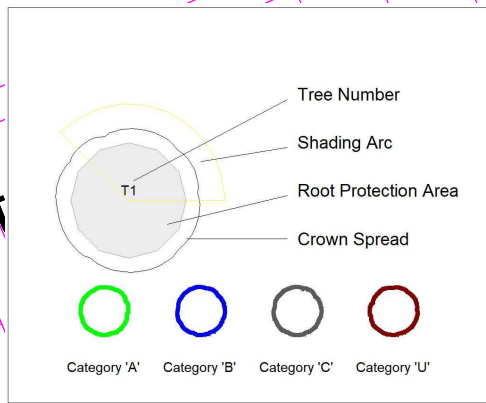 Tree Number
Shading Arc
T1
Root Protection Area
Crown Spread
Category 'A' Category 'B' Category 'C' Category 'U'